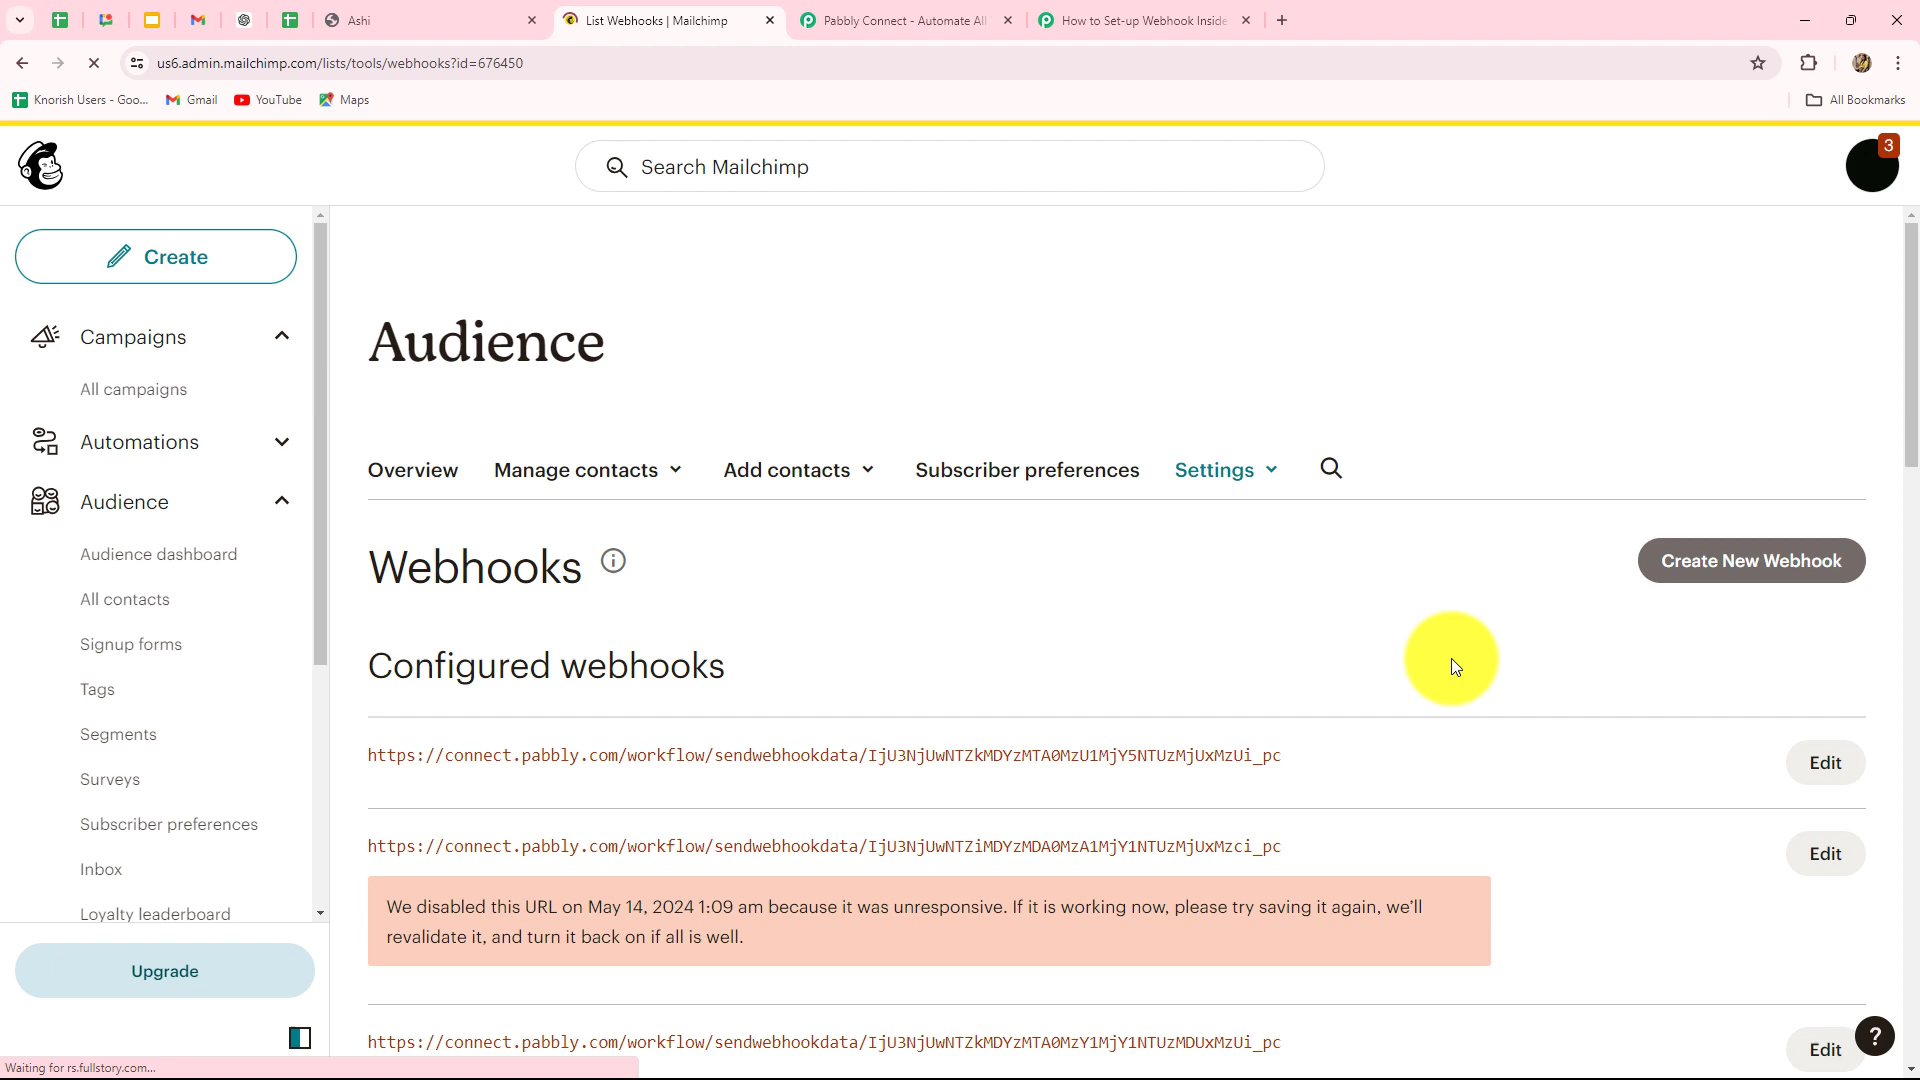 Ashi
List Webhooks | Mailchimp
Pabbly Connect - Automate All
How to Set-up Webhook Inside
us6.admin.mailchimp.com/lists/tools/webhooks?id=676450
Knorish Users - Goo...
Gmail
YouTube
Maps
All Bookmarks
Search Mailchimp
3
Create
Campaigns
All campaigns
Automations
Audience
Audience dashboard
All contacts
Signup forms
Tags
Segments
Surveys
Subscriber preferences
Inbox
Loyalty leaderboard
Upgrade
Audience
Overview
Manage contacts
Add contacts
Subscriber preferences
Settings
Webhooks
Create New Webhook
Configured webhooks
https://connect.pabbly.com/workflow/sendwebhookdata/IjU3NjUwNTZkMDYzMTA0MzU1MjY5NTUzMjUxMzUi_pc
Edit
https://connect.pabbly.com/workflow/sendwebhookdata/IjU3NjUwNTZiMDYzMDA0MzA1MjY1NTUzMjUxMzci_pc
Edit
We disabled this URL on May 14, 2024 1:09 am because it was unresponsive. If it is working now, please try saving it again, we'll
revalidate it, and turn it back on if all is well.
https://connect.pabbly.com/workflow/sendwebhookdata/IjU3NjUwNTZkMDYzMTA0MzY1MjY1NTUzMDUxMzUi_pc
Edit
?
Waiting for rs.fullstory.com...